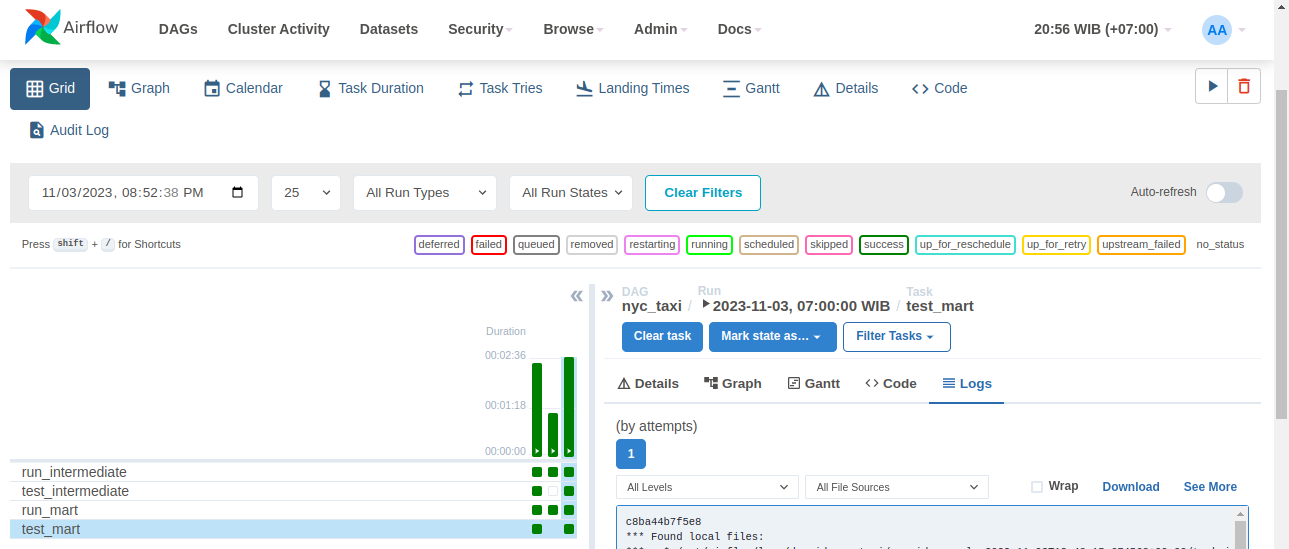 Airflow
DAGs Cluster Activity Datasets Security Browse Admin Docs 20:56 WIB (+07:00) AA
Grid Graph Calendar Task Duration Task Tries Landing Times Gantt Details Code
Audit Log
11/03/2023, 08:52:38 PM 25 All Run Types All Run States Clear Filters Auto-refresh
Press shift + / for Shortcuts deferred failed queued removed restarting running scheduled skipped success up_for_reschedule up_for_retry upstream_failed no_status
« » DAG Run Task
nyc_taxi / 2023-11-03, 07:00:00 WIB / test_mart
Clear task Mark state as… Filter Tasks
Duration
00:02:36
00:01:18
00:00:00
Details Graph Gantt Code Logs
(by attempts)
1
run_intermediate
test_intermediate
run_mart
test_mart
All Levels All File Sources Wrap Download See More
c8ba44b7f5e8
*** Found local files: